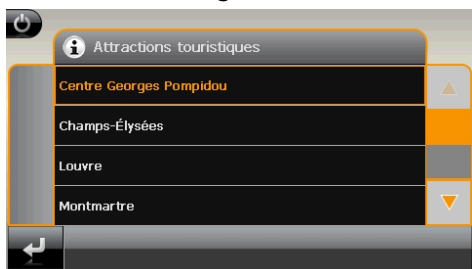 Attractions touristiques
Centre Georges Pompidou
Champs-Élysées
Louvre
Montmartre